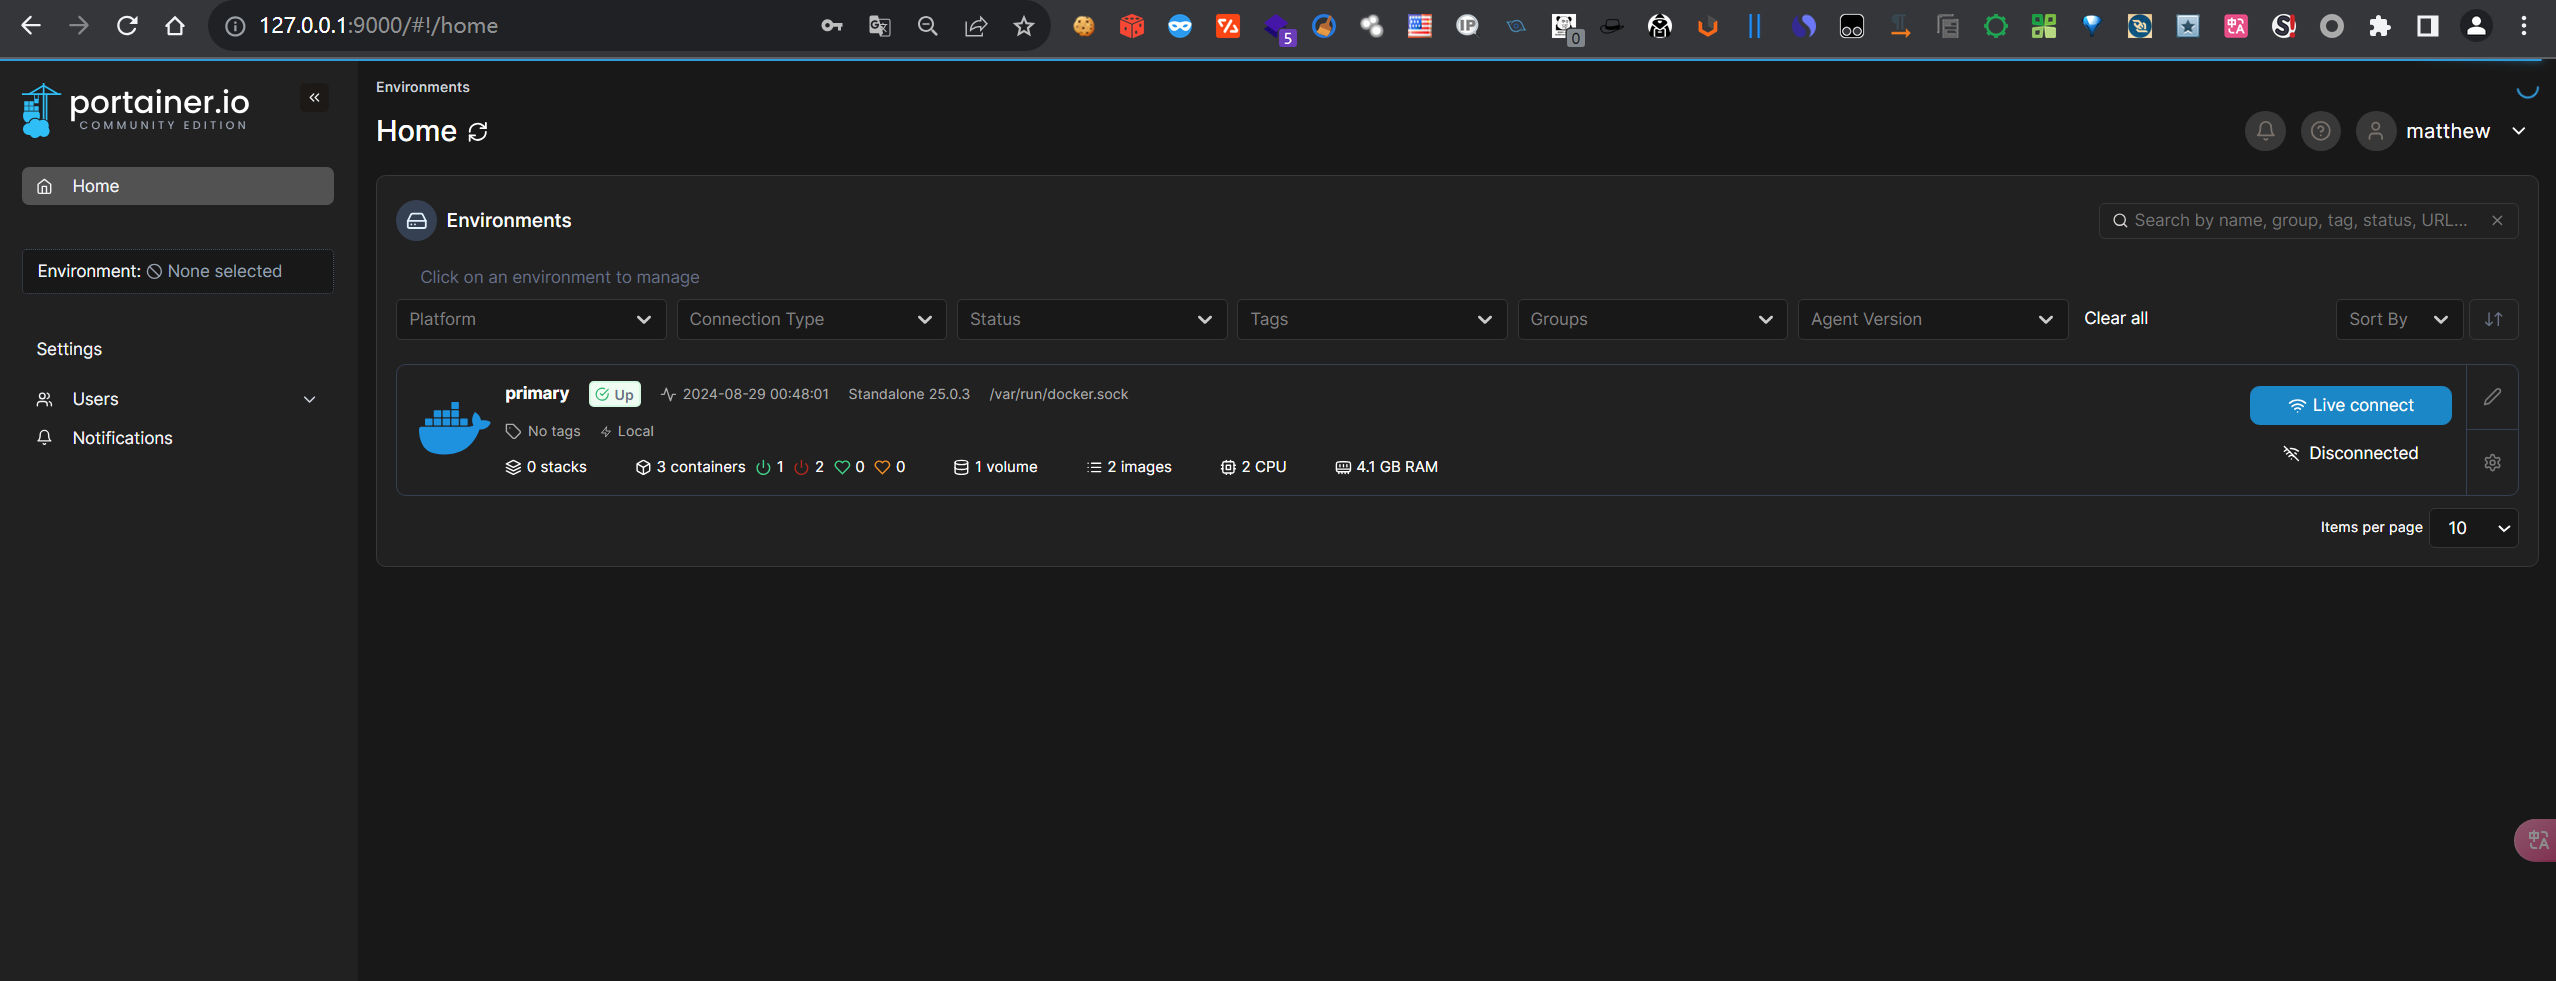 127.0.0.1:9000/#!/home
5
0
portainer.io
COMMUNITY EDITION
Environments
Home
matthew
Home
Environments
Search by name, group, tag, status, URL...
Environment: None selected
Click on an environment to manage
Platform
Connection Type
Status
Tags
Groups
Agent Version
Clear all
Sort By
Settings
Users
Notifications
primary Up 2024-08-29 00:48:01 Standalone 25.0.3 /var/run/docker.sock
Live connect
No tags Local
Disconnected
0 stacks 3 containers 1 2 0 0 1 volume 2 images 2 CPU 4.1 GB RAM
Items per page 10